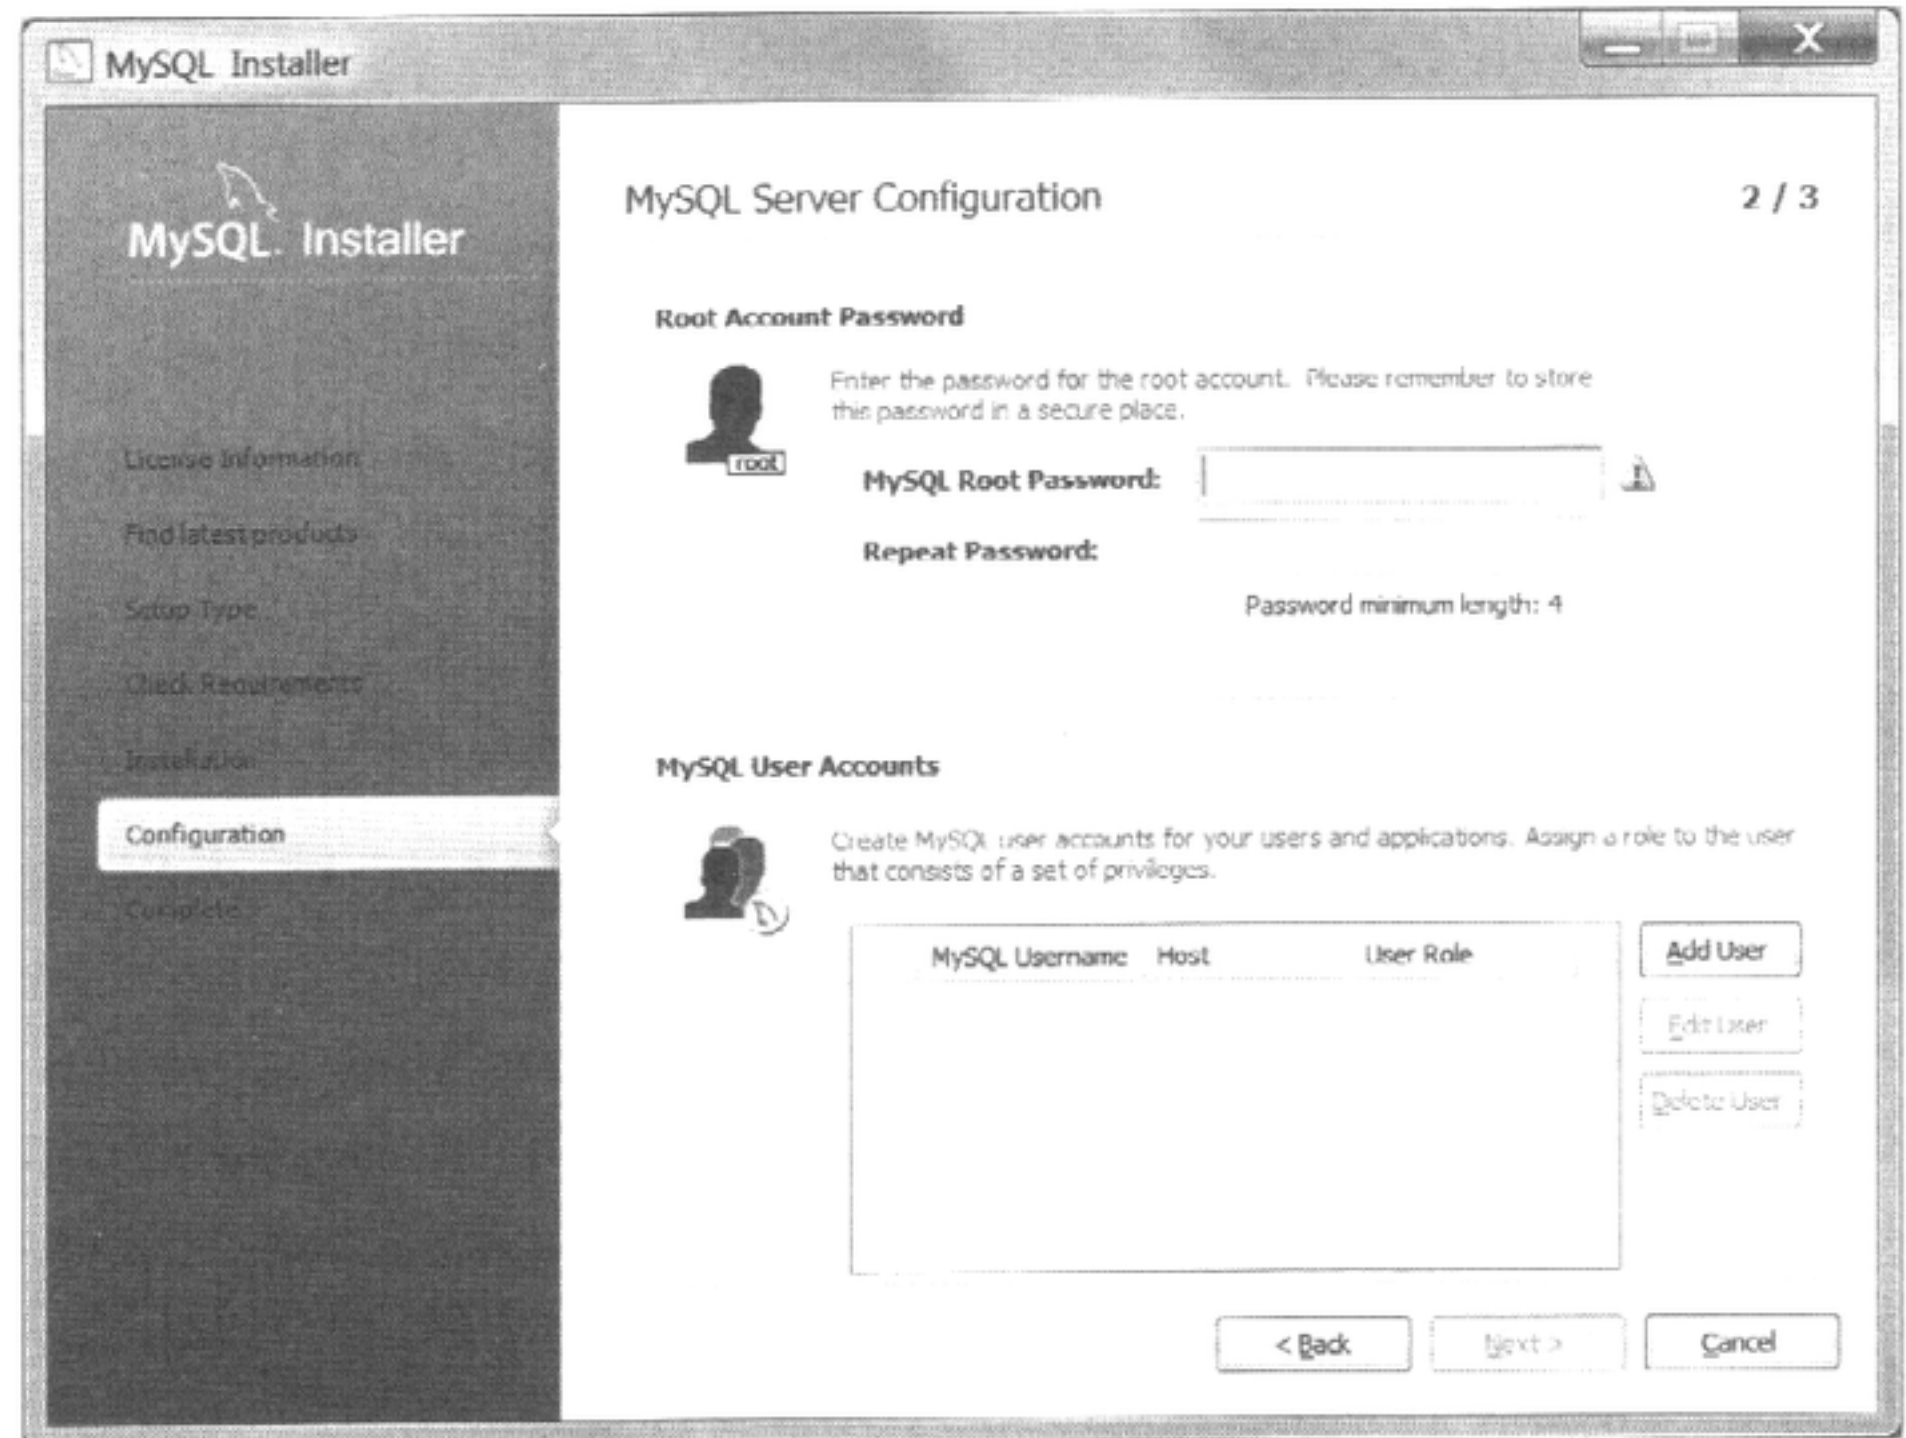 MySQL Installer
MySQL. Installer
License Information
Find latest products
Setup Type
Check Requirements
Installation
Configuration
Complete
MySQL Server Configuration
2 / 3
Root Account Password
Enter the password for the root account. Please remember to store
this password in a secure place.
root
MySQL Root Password:
Repeat Password:
Password minimum length: 4
MySQL User Accounts
Create MySQL user accounts for your users and applications. Assign a role to the user
that consists of a set of privileges.
MySQL Username Host User Role
Add User
Edit User
Delete User
< Back Next > Cancel